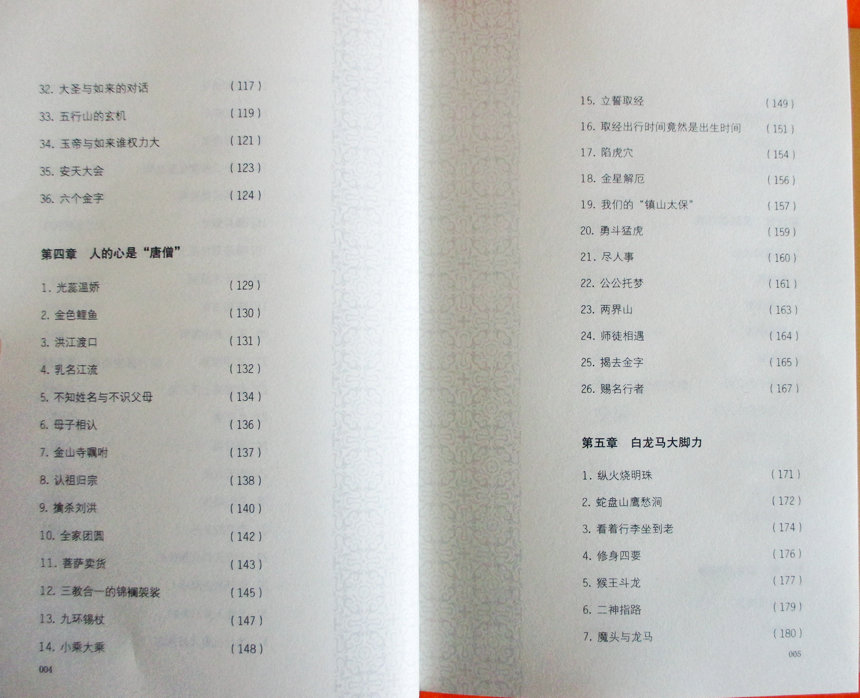 32. 大圣与如来的对话 （117）
33. 五行山的玄机 （119）
34. 玉帝与如来谁权力大 （121）
35. 安天大会 （123）
36. 六个金字 （124）
第四章 人的心是“唐僧”
1. 光蕊温娇 （129）
2. 金色鲤鱼 （130）
3. 洪江渡口 （131）
4. 乳名江流 （132）
5. 不知姓名与不识父母 （134）
6. 母子相认 （136）
7. 金山寺嘱咐 （137）
8. 认祖归宗 （138）
9. 擒杀刘洪 （140）
10. 全家团圆 （142）
11. 菩萨卖货 （143）
12. 三教合一的锦襕袈裟 （145）
13. 九环锡杖 （147）
14. 小乘大乘 （148）
004
15. 立誓取经 （149）
16. 取经出行时间竟然是出生时间 （151）
17. 陷虎穴 （154）
18. 金星解厄 （156）
19. 我们的“镇山太保” （157）
20. 勇斗猛虎 （159）
21. 尽人事 （160）
22. 公公托梦 （161）
23. 两界山 （163）
24. 师徒相遇 （164）
25. 揭去金字 （165）
26. 赐名行者 （167）
第五章 白龙马大脚力
1. 纵火烧明珠 （171）
2. 蛇盘山鹰愁涧 （172）
3. 看着行李坐到老 （174）
4. 修身四要 （176）
5. 猴王斗龙 （177）
6. 二神指路 （179）
7. 魔头与龙马 （180）
005